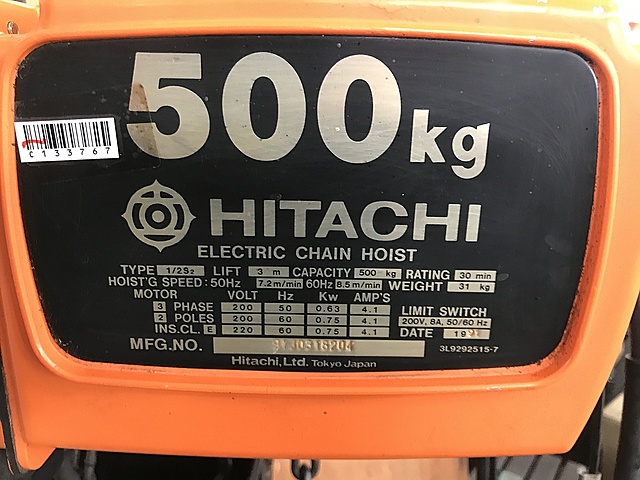 500kg
C133767
HITACHI
ELECTRIC CHAIN HOIST
TYPE 1/2S2 LIFT 3 m CAPACITY 500 kg RATING 30 min
HOIST'G SPEED: 50Hz 7.2 m/min 60Hz 8.5 m/min WEIGHT 31 kg
MOTOR VOLT Hz Kw AMP'S
3 PHASE 200 50 0.63 4.1 LIMIT SWITCH
2 POLES 200 60 0.75 4.1 200V, 8A, 50/60 Hz
INS.CL. E 220 60 0.75 4.1 DATE 1991
MFG.NO. 3L9292515-7
Hitachi, Ltd. Tokyo Japan